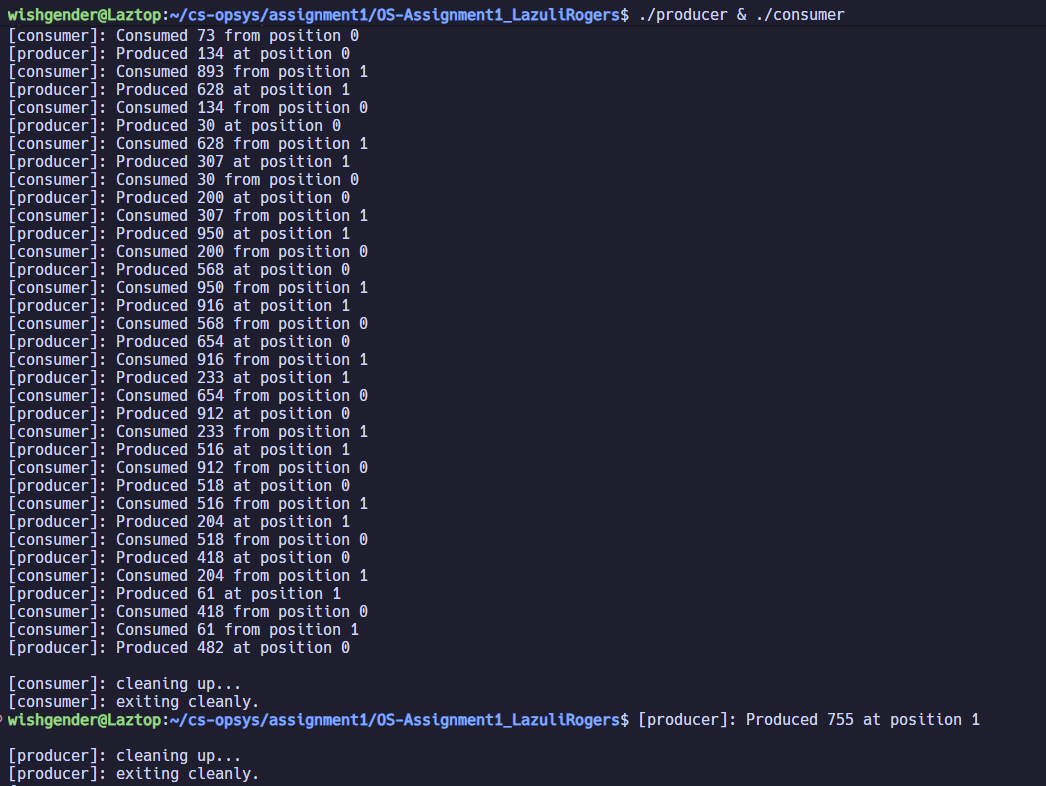 wishgender@Laztop:~/cs-opsys/assignment1/OS-Assignment1_LazuliRogers$ ./producer & ./consumer
[consumer]: Consumed 73 from position 0
[producer]: Produced 134 at position 0
[consumer]: Consumed 893 from position 1
[producer]: Produced 628 at position 1
[consumer]: Consumed 134 from position 0
[producer]: Produced 30 at position 0
[consumer]: Consumed 628 from position 1
[producer]: Produced 307 at position 1
[consumer]: Consumed 30 from position 0
[producer]: Produced 200 at position 0
[consumer]: Consumed 307 from position 1
[producer]: Produced 950 at position 1
[consumer]: Consumed 200 from position 0
[producer]: Produced 568 at position 0
[consumer]: Consumed 950 from position 1
[producer]: Produced 916 at position 1
[consumer]: Consumed 568 from position 0
[producer]: Produced 654 at position 0
[consumer]: Consumed 916 from position 1
[producer]: Produced 233 at position 1
[consumer]: Consumed 654 from position 0
[producer]: Produced 912 at position 0
[consumer]: Consumed 233 from position 1
[producer]: Produced 516 at position 1
[consumer]: Consumed 912 from position 0
[producer]: Produced 518 at position 0
[consumer]: Consumed 516 from position 1
[producer]: Produced 204 at position 1
[consumer]: Consumed 518 from position 0
[producer]: Produced 418 at position 0
[consumer]: Consumed 204 from position 1
[producer]: Produced 61 at position 1
[consumer]: Consumed 418 from position 0
[consumer]: Consumed 61 from position 1
[producer]: Produced 482 at position 0
[consumer]: cleaning up...
[consumer]: exiting cleanly.
wishgender@Laztop:~/cs-opsys/assignment1/OS-Assignment1_LazuliRogers$ [producer]: Produced 755 at position 1
[producer]: cleaning up...
[producer]: exiting cleanly.